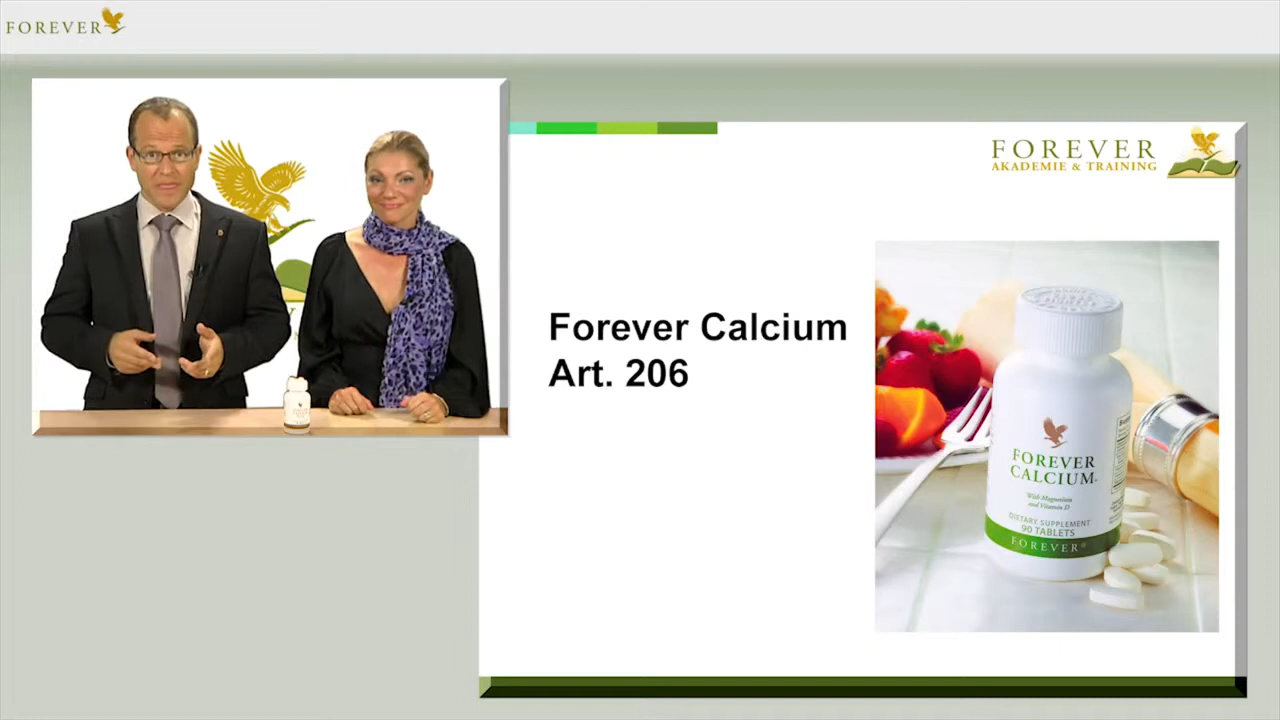 FOREVER
FOREVER
AKADEMIE & TRAINING
Forever Calcium
Art. 206
FOREVER
CALCIUM
With Magnesium
and Vitamin D
DIETARY SUPPLEMENT
90 TABLETS
FOREVER®